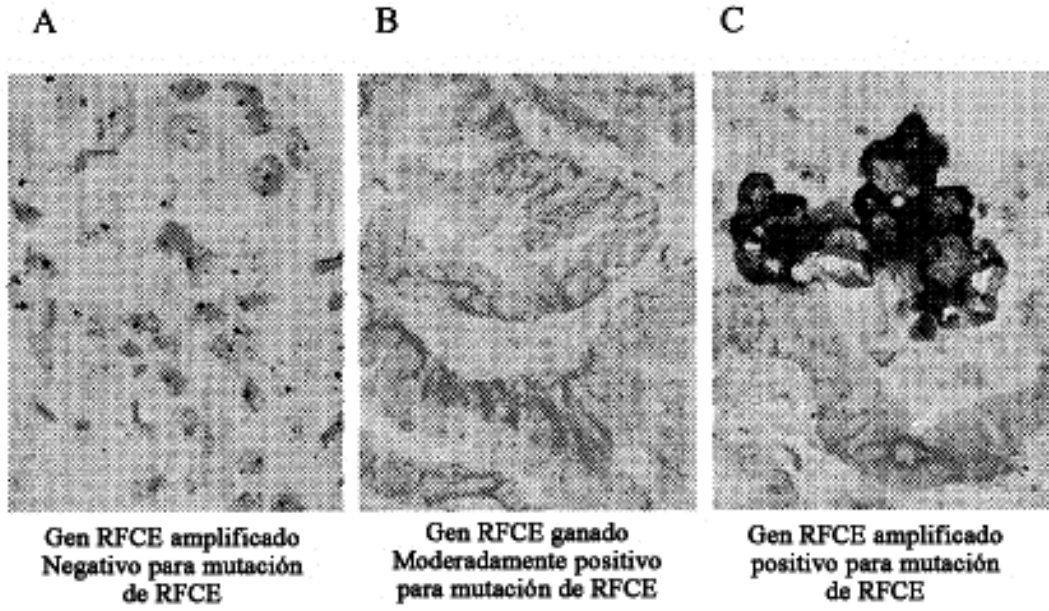 A
B
C
Gen RFCE amplificado
Negativo para mutación
de RFCE
Gen RFCE ganado
Moderadamente positivo
para mutación de RFCE
Gen RFCE amplificado
positivo para mutación
de RFCE